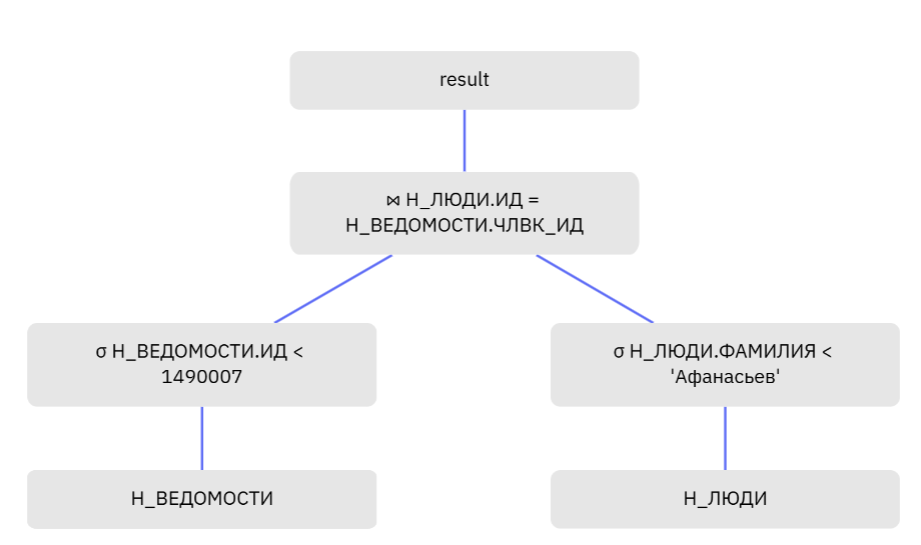 result
⋈ Н_ЛЮДИ.ИД =
Н_ВЕДОМОСТИ.ЧЛВК_ИД
σ Н_ВЕДОМОСТИ.ИД <
1490007
σ Н_ЛЮДИ.ФАМИЛИЯ <
'Афанасьев'
Н_ВЕДОМОСТИ
Н_ЛЮДИ